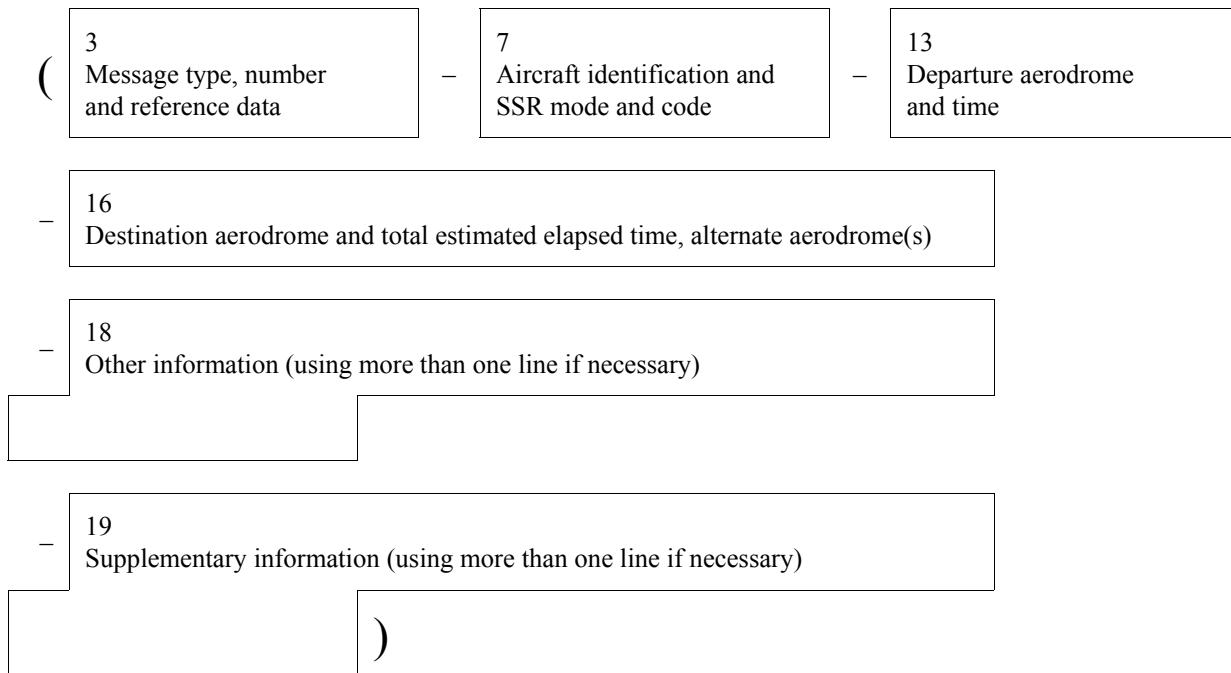 (
3
Message type, number
and reference data
–
7
Aircraft identification and
SSR mode and code
–
13
Departure aerodrome
and time
–
16
Destination aerodrome and total estimated elapsed time, alternate aerodrome(s)
–
18
Other information (using more than one line if necessary)
–
19
Supplementary information (using more than one line if necessary)
)